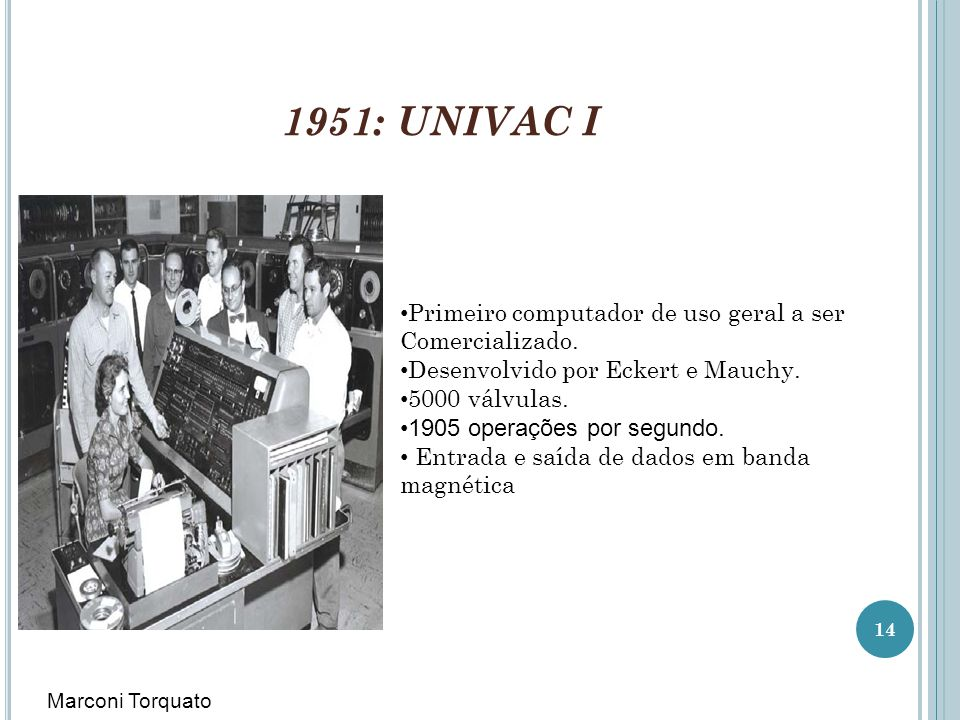 1951: UNIVAC I
•Primeiro computador de uso geral a ser
Comercializado.
•Desenvolvido por Eckert e Mauchy.
•5000 válvulas.
•1905 operações por segundo.
• Entrada e saída de dados em banda
magnética
14
Marconi Torquato